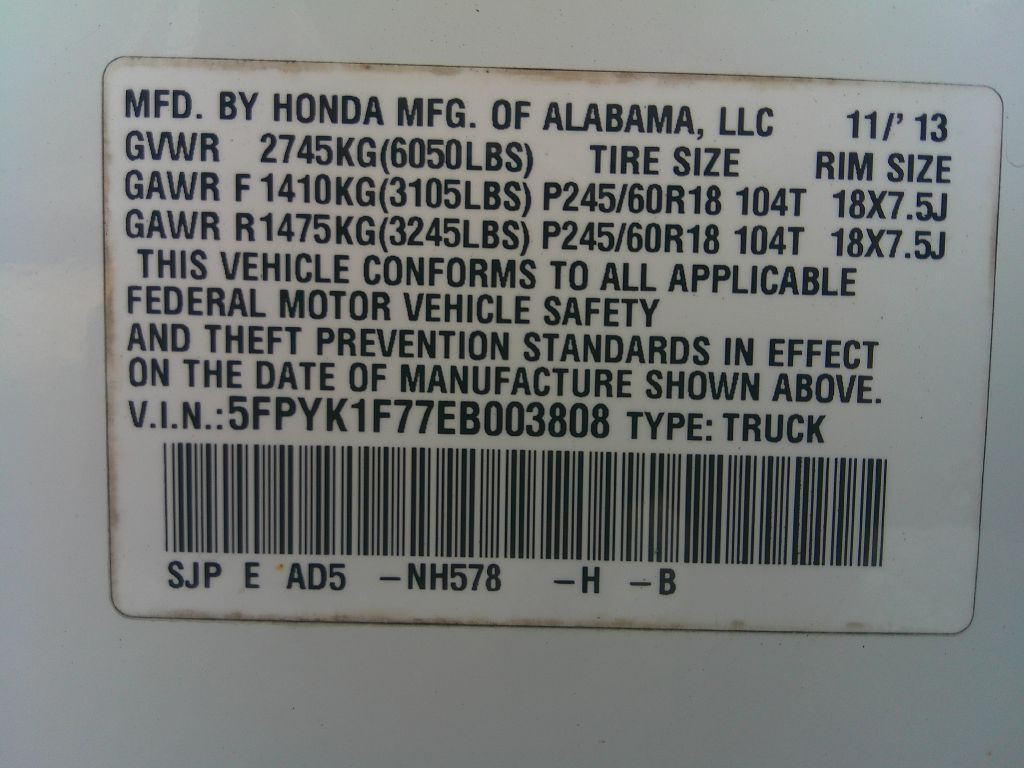 MFD. BY HONDA MFG. OF ALABAMA, LLC 11/' 13
GVWR 2745KG(6050LBS) TIRE SIZE RIM SIZE
GAWR F 1410KG(3105LBS) P245/60R18 104T 18X7.5J
GAWR R1475KG(3245LBS) P245/60R18 104T 18X7.5J
THIS VEHICLE CONFORMS TO ALL APPLICABLE
FEDERAL MOTOR VEHICLE SAFETY
AND THEFT PREVENTION STANDARDS IN EFFECT
ON THE DATE OF MANUFACTURE SHOWN ABOVE.
V.I.N.:5FPYK1F77EB003808 TYPE: TRUCK
SJP E AD5 –NH578 –H –B